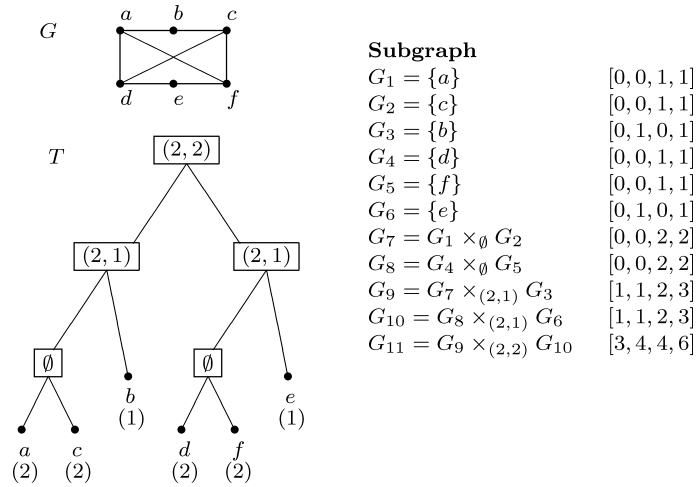 G
a b c
d e f
T
(2, 2)
(2, 1) (2, 1)
∅ ∅
b e
(1) (1)
a c d f
(2) (2) (2) (2)
Subgraph
G₁ = {a} [0, 0, 1, 1]
G₂ = {c} [0, 0, 1, 1]
G₃ = {b} [0, 1, 0, 1]
G₄ = {d} [0, 0, 1, 1]
G₅ = {f} [0, 0, 1, 1]
G₆ = {e} [0, 1, 0, 1]
G₇ = G₁ ×∅ G₂ [0, 0, 2, 2]
G₈ = G₄ ×∅ G₅ [0, 0, 2, 2]
G₉ = G₇ ×₍₂,₁₎ G₃ [1, 1, 2, 3]
G₁₀ = G₈ ×₍₂,₁₎ G₆ [1, 1, 2, 3]
G₁₁ = G₉ ×₍₂,₂₎ G₁₀ [3, 4, 4, 6]